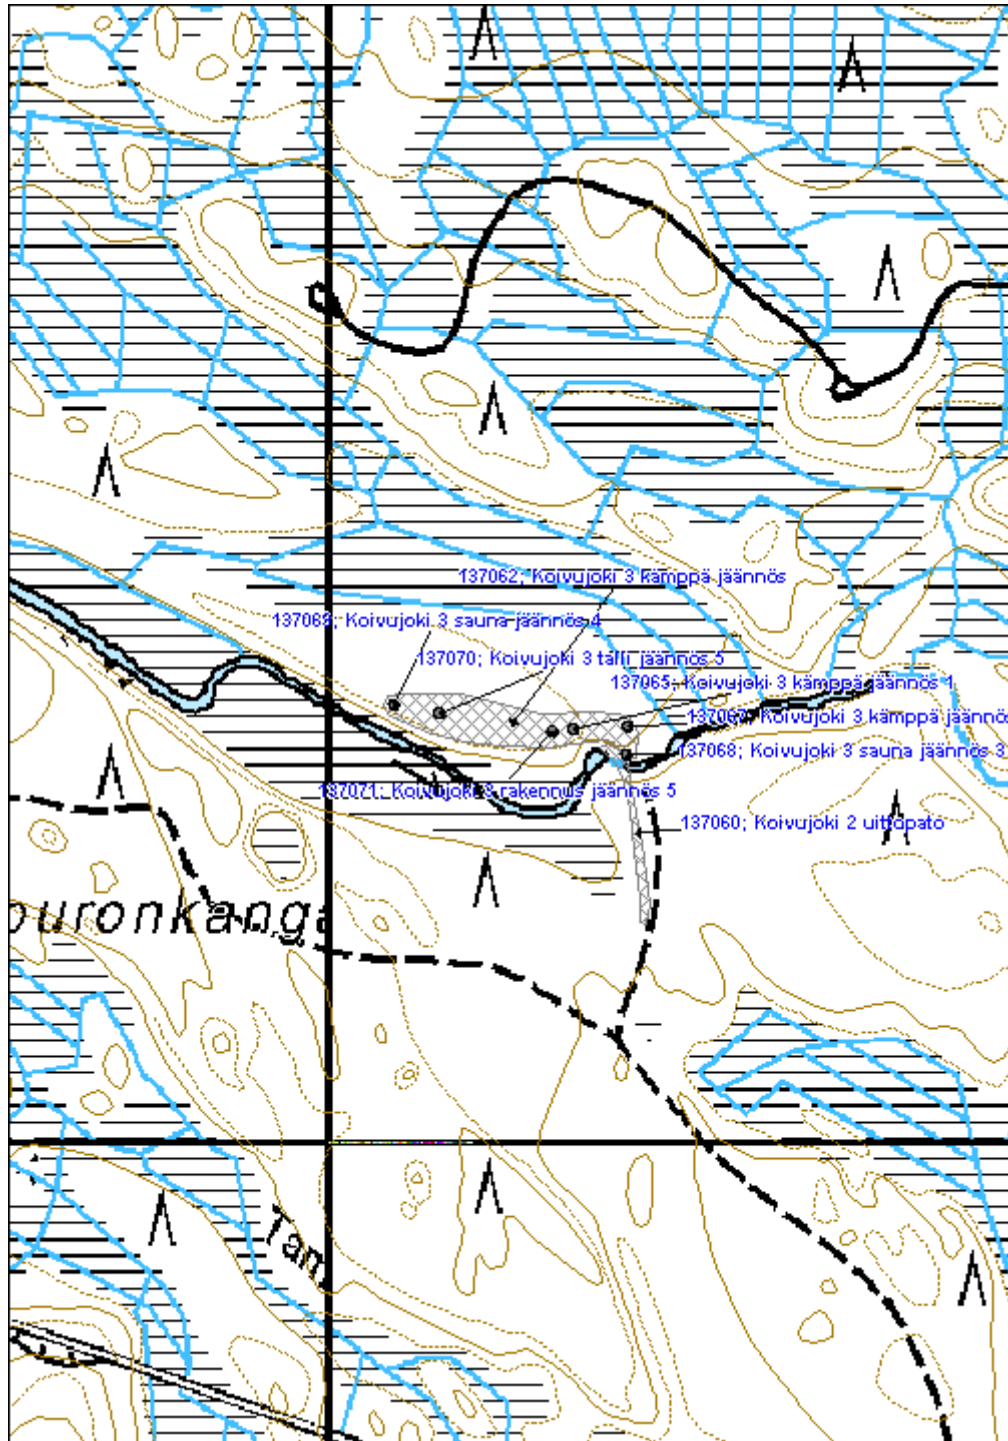 137062; Koivujoki 3 kämppä jäännös
137069; Koivujoki 3 sauna jäännös 4
137070; Koivujoki 3 talli jäännös 5
137065; Koivujoki 3 kämppä jäännös 1
Koivujoki 3 kämppä jäännös
137068; Koivujoki 3 sauna jäännös 3
137071; Koivujoki 3 rakennus jäännös 5
137060; Koivujoki 2 uittopato
ouronkanga
Tam